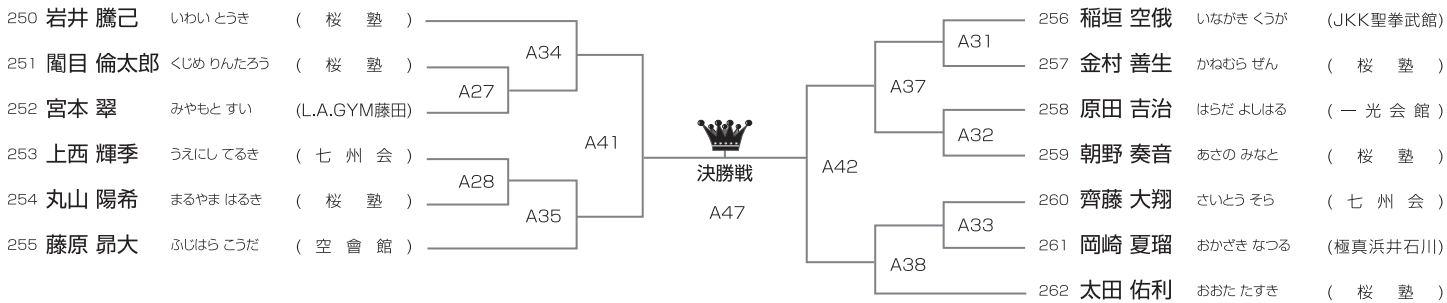 250 岩井 騰己 いわい とうき ( 桜 塾 )
251 闍目 倫太郎 くじめ りんたろう ( 桜 塾 )
252 宮本 翠 みやもと すい (L.A.GYM藤田)
253 上西 輝季 うえにし てるき ( 七 州 会 )
254 丸山 陽希 まるやま はるき ( 桜 塾 )
255 藤原 昴大 ふじはら こうだ ( 空 會 館 )
A34
A27
A41
A28
A35
決勝戦
A47
A31
A37
A32
A42
A33
A38
256 稲垣 空俄 いながき くうが (JKK聖拳武館)
257 金村 善生 かねむら ぜん ( 桜 塾 )
258 原田 吉治 はらだ よしはる ( 一 光 会 館 )
259 朝野 奏音 あさの みなと ( 桜 塾 )
260 齊藤 大翔 さいとう そら ( 七 州 会 )
261 岡崎 夏瑠 おかざき なつる (極真浜井石川)
262 太田 佑利 おおた たすき ( 桜 塾 )